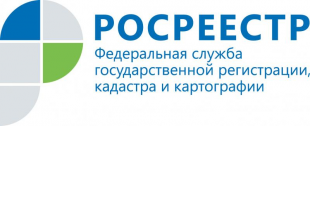 РОСРЕЕСТР
Федеральная служба
государственной регистрации,
кадастра и картографии